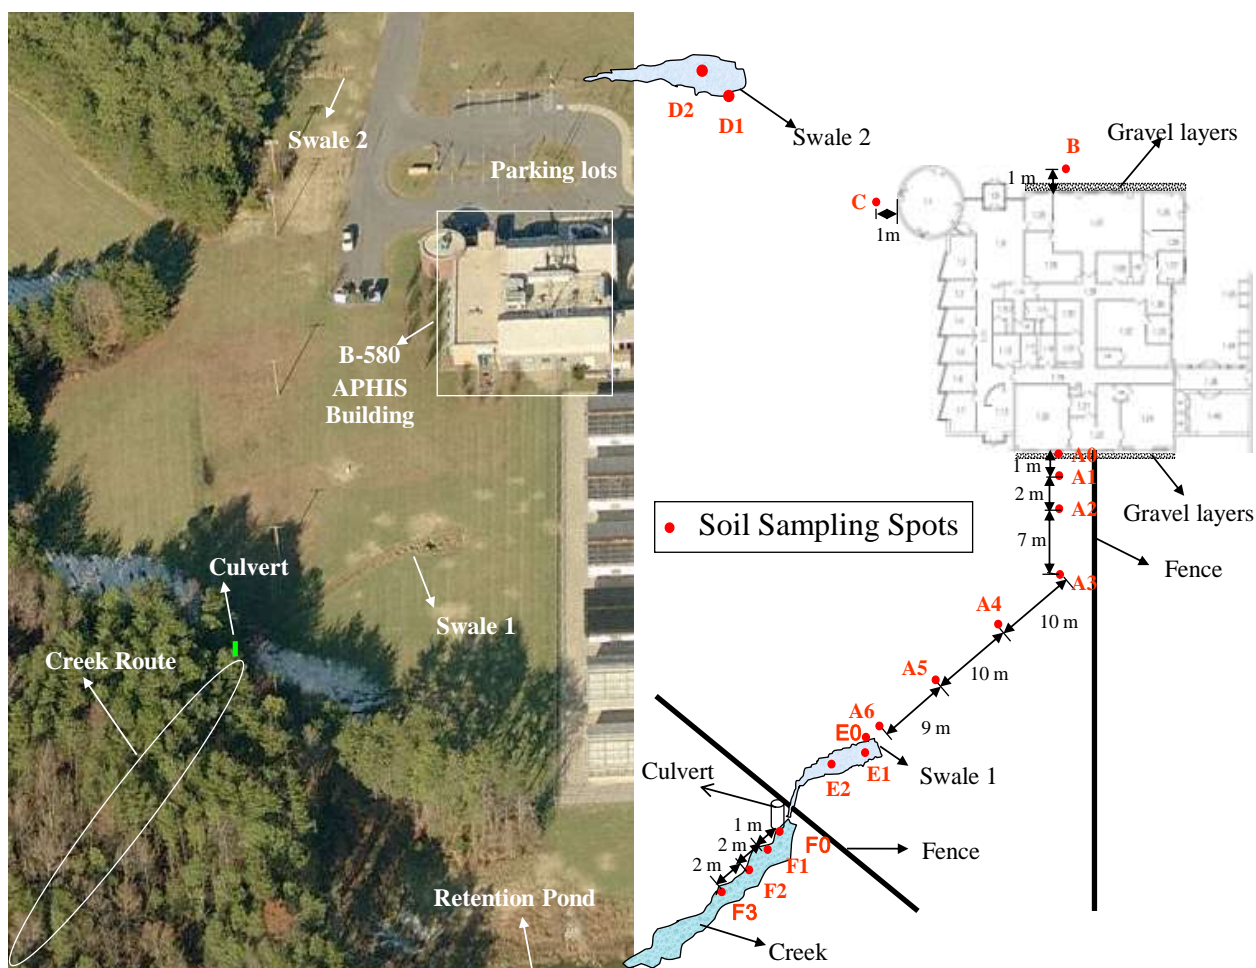 Swale 2
Parking lots
B-580
APHIS
Building
Culvert
Swale 1
Creek Route
Retention Pond
D2
D1
Swale 2
Gravel layers
B
1 m
C
1m
A0
1 m
A1
2 m
A2
Gravel layers
7 m
Soil Sampling Spots
Fence
A3
A4
10 m
A5
10 m
A6
9 m
E0
E1
Swale 1
E2
Culvert
1 m
F0
Fence
2 m
F1
2 m
F2
F3
Creek